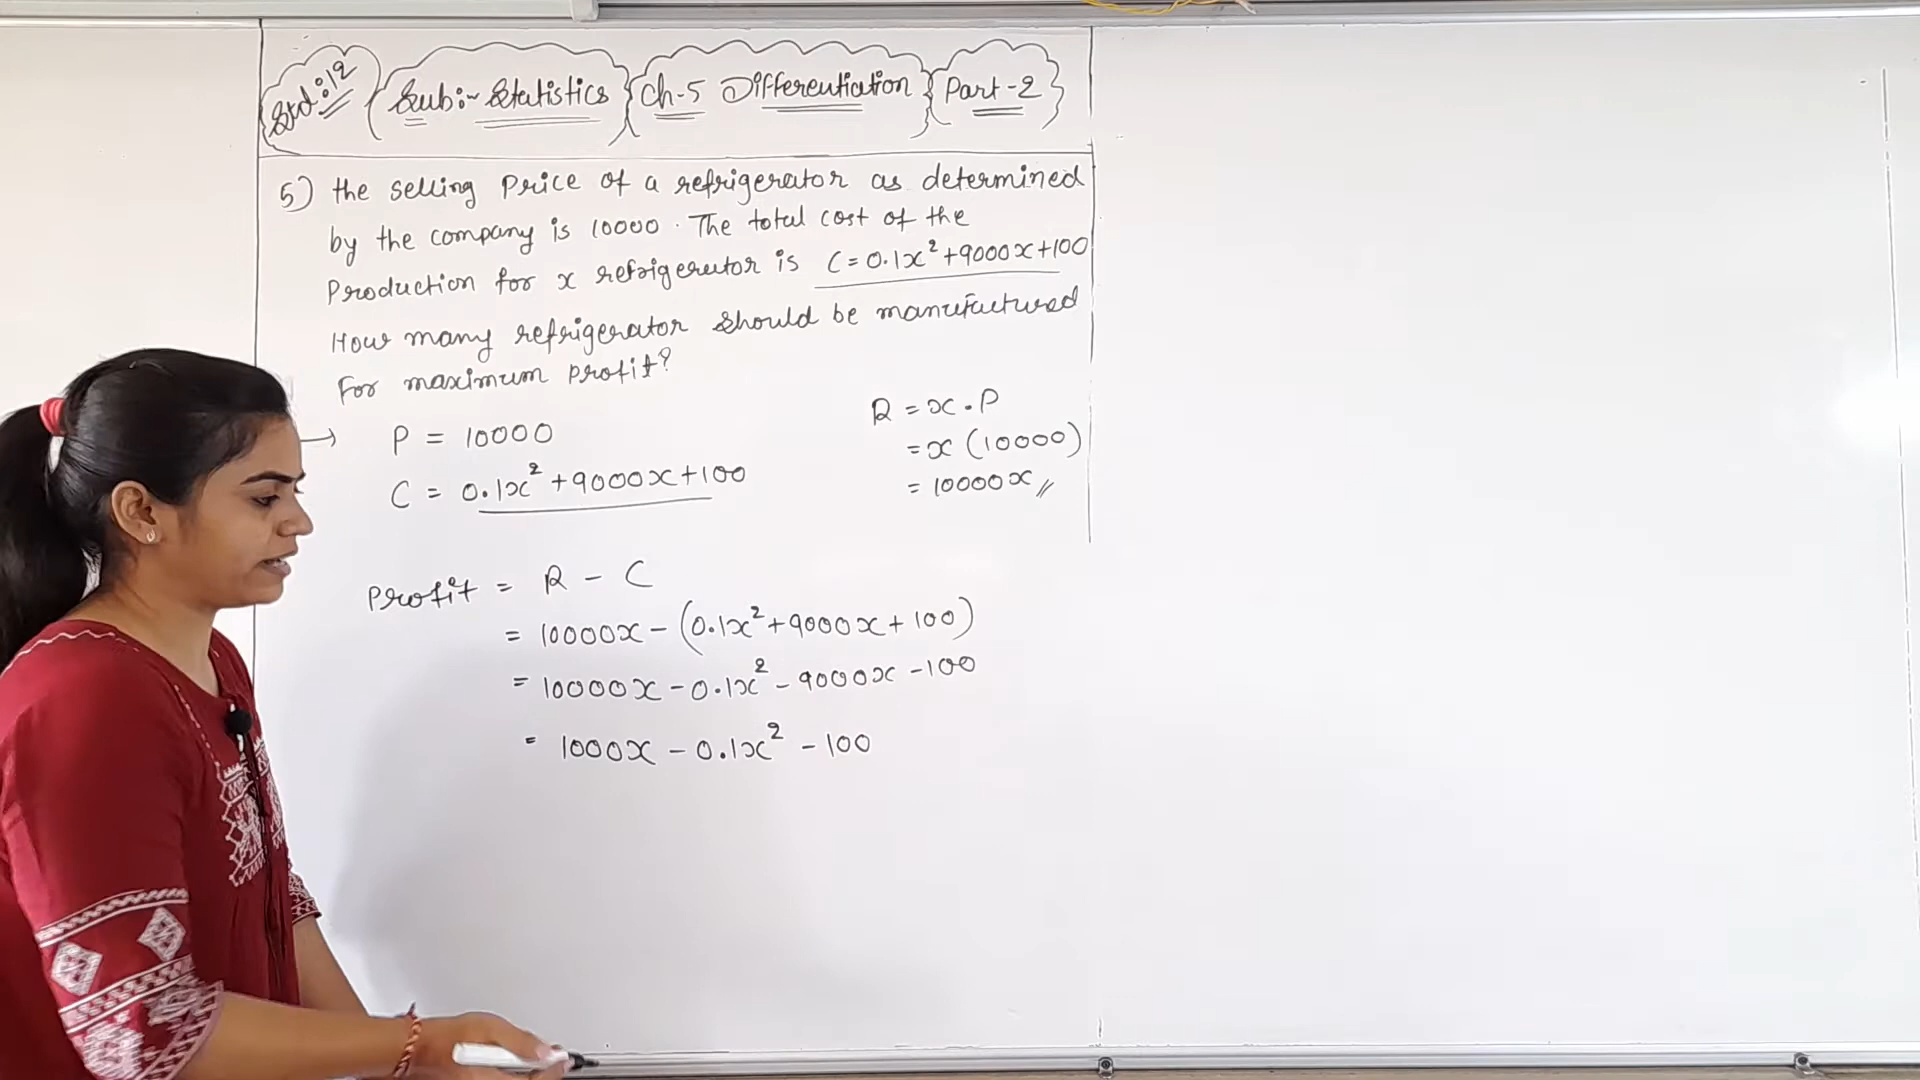 Std:-12 Sub:- Statistics Ch-5 Differentiation Part-2
5) the selling Price of a refrigerator as determined
by the company is 10000. The total cost of the
Production for x refrigerator is C=0.1x²+9000x+100
How many refrigerator should be manufactured
For maximum profit?
→ P = 10000
C = 0.1x²+9000x+100
R = x.P
= x(10000)
= 10000x //
Profit = R - C
= 10000x - (0.1x²+9000x+100)
= 10000x - 0.1x² - 9000x - 100
= 1000x - 0.1x² - 100